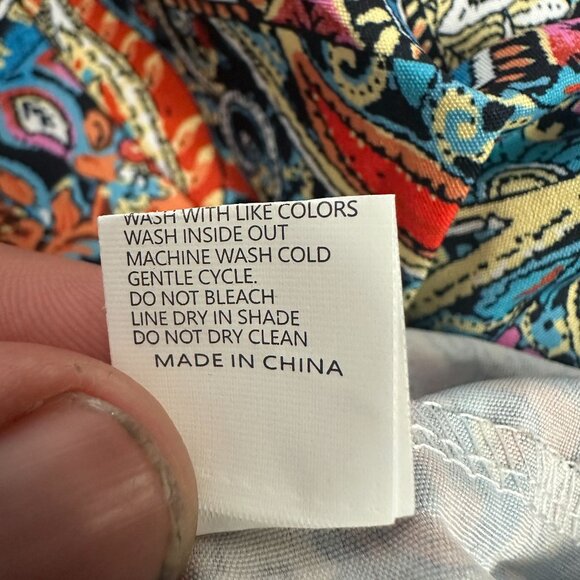 WASH WITH LIKE COLORS
WASH INSIDE OUT
MACHINE WASH COLD
GENTLE CYCLE.
DO NOT BLEACH
LINE DRY IN SHADE
DO NOT DRY CLEAN
MADE IN CHINA